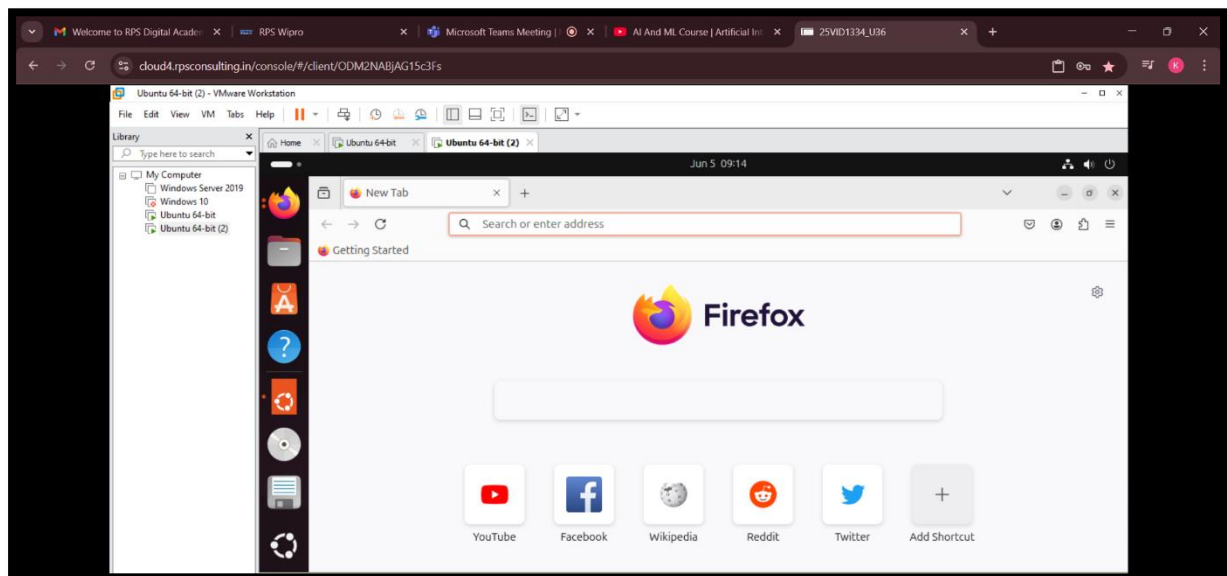 Welcome to RPS Digital Academ
RPS Wipro
Microsoft Teams Meeting |
AI And ML Course | Artificial Int
25VID1334_U36
cloud4.rpsconsulting.in/console/#/client/ODM2NABjAG15c3Fs
K
Ubuntu 64-bit (2) - VMware Workstation
File Edit View VM Tabs Help
Library
Type here to search
My Computer
Windows Server 2019
Windows 10
Ubuntu 64-bit
Ubuntu 64-bit (2)
Home
Ubuntu 64-bit
Ubuntu 64-bit (2)
Jun 5 09:14
New Tab
Search or enter address
Getting Started
Firefox
YouTube Facebook Wikipedia Reddit Twitter Add Shortcut